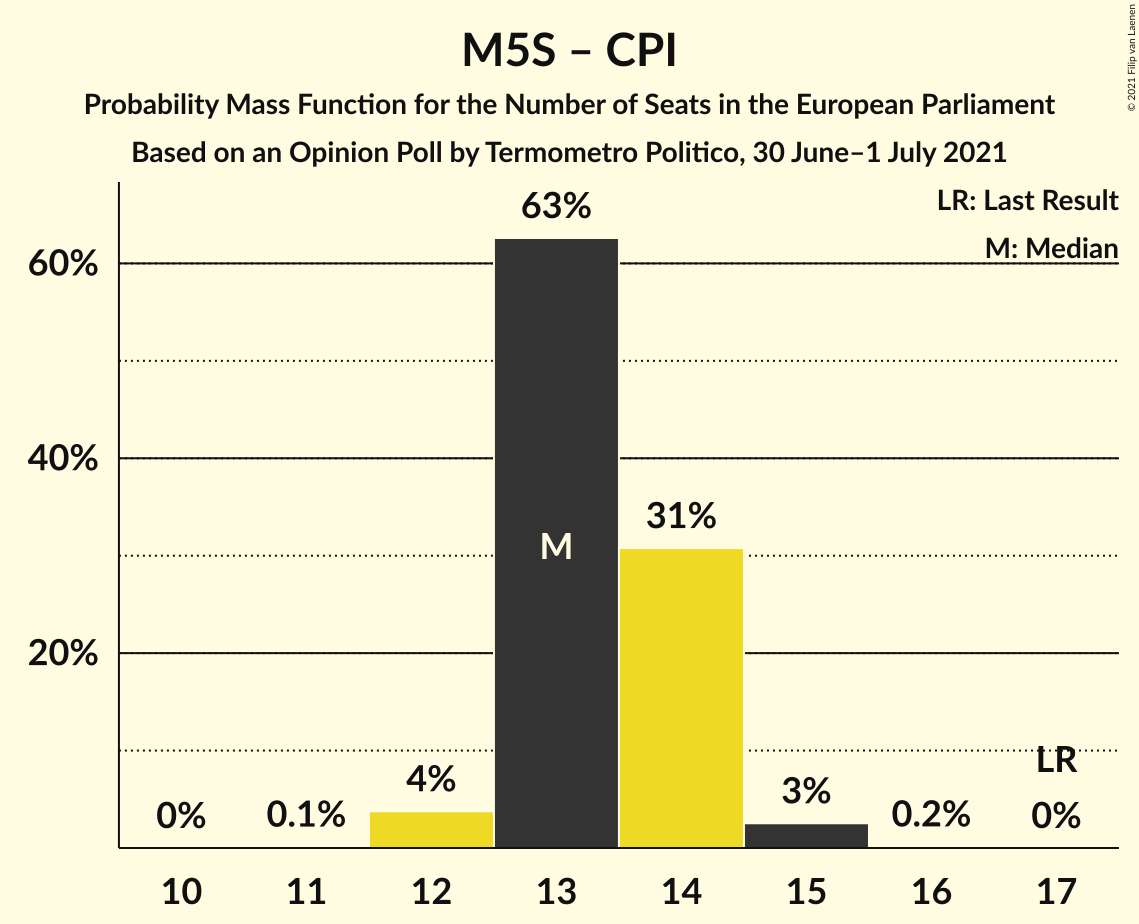 M5S – CPI
Probability Mass Function for the Number of Seats in the European Parliament
Based on an Opinion Poll by Termometro Politico, 30 June–1 July 2021
© 2021 Filip van Laenen
LR: Last Result
M: Median
63%
60%
40%
31%
M
20%
LR
4%
3%
0%
0.1%
0.2%
0%
10 11 12 13 14 15 16 17